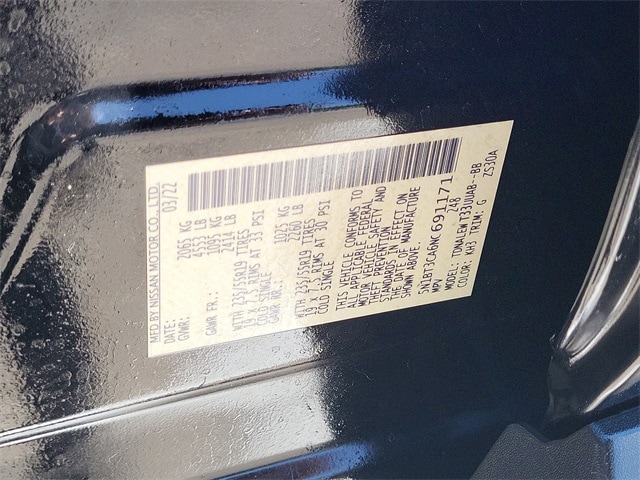 MFD BY NISSAN MOTOR CO., LTD.
DATE: 03/22
GVWR: 2065 KG
4553 LB
GAWR FR.: 1095 KG
2414 LB
WITH 235/55R19 TIRES
19 X 7.5 RIMS AT 33 PSI
COLD SINGLE
GAWR RR.: 1025 KG
2260 LB
WITH 235/55R19 TIRES
19 X 7.5 RIMS AT 30 PSI
COLD SINGLE
THIS VEHICLE CONFORMS TO
ALL APPLICABLE FEDERAL
MOTOR VEHICLE SAFETY AND
THEFT PREVENTION
STANDARDS IN EFFECT ON
THE DATE OF MANUFACTURE
SHOWN ABOVE.
5N1BT3CA6NC691171
MPV Z48
MODEL: TDNALEWT33UUAB--BB
COLOR: KH3 TRIM: G ZS30A